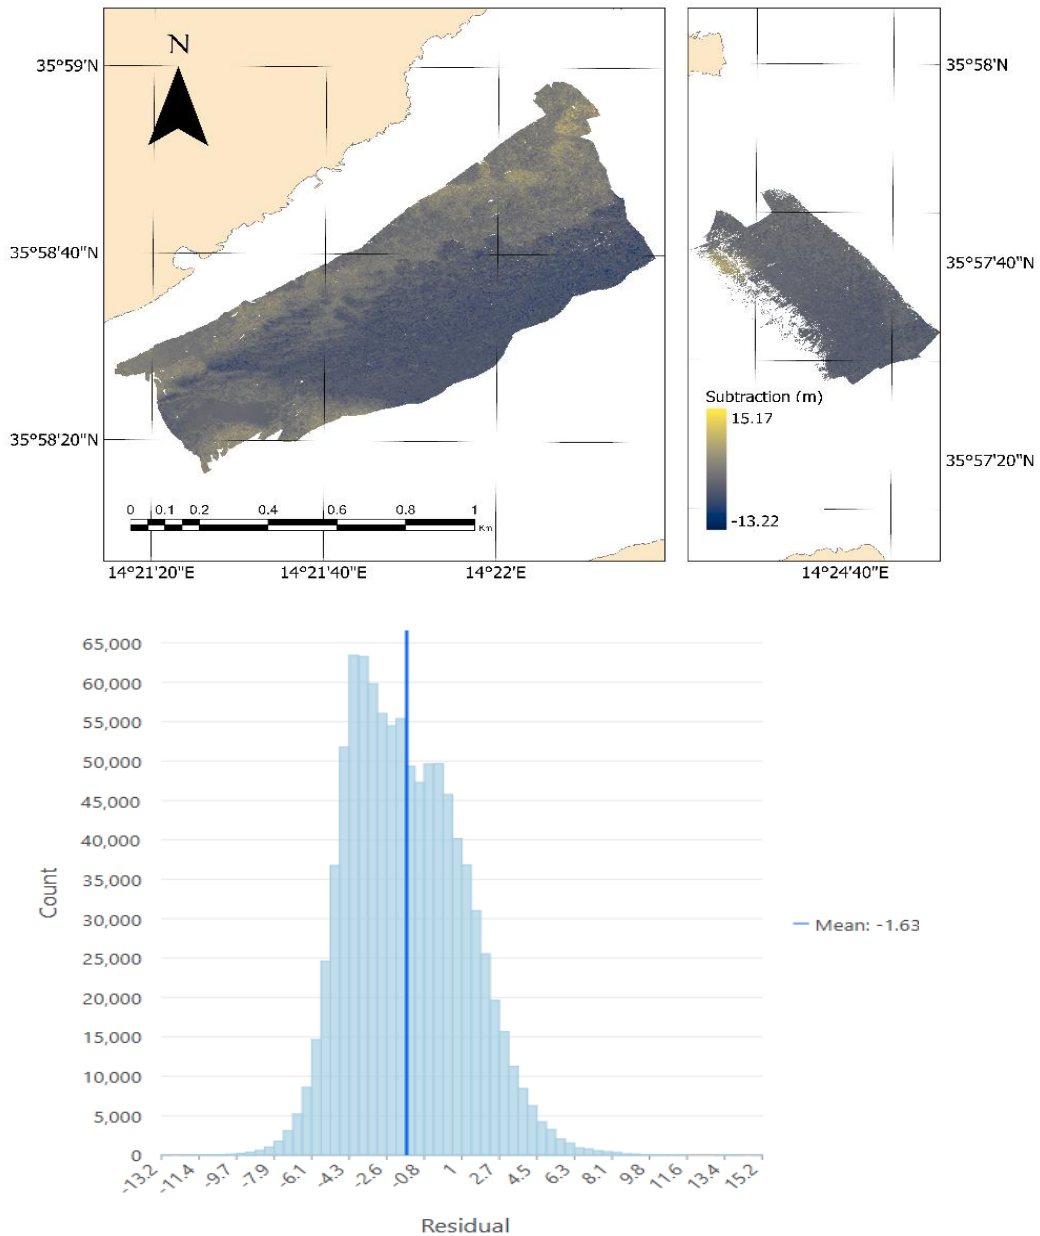 N
35°59'N
35°58'40"N
35°58'20"N
0 0.1 0.2 0.4 0.6 0.8 1
Km
14°21'20"E 14°21'40"E 14°22'E
35°58'N
35°57'40"N
35°57'20"N
Subtraction (m)
15.17
-13.22
14°24'40"E
65,000
60,000
55,000
50,000
45,000
40,000
35,000
30,000
25,000
20,000
15,000
10,000
5,000
0
Count
Mean: -1.63
-13.2 -11.4 -9.7 -7.9 -6.1 -4.3 -2.6 -0.8 1 2.7 4.5 6.3 8.1 9.8 11.6 13.4 15.2
Residual